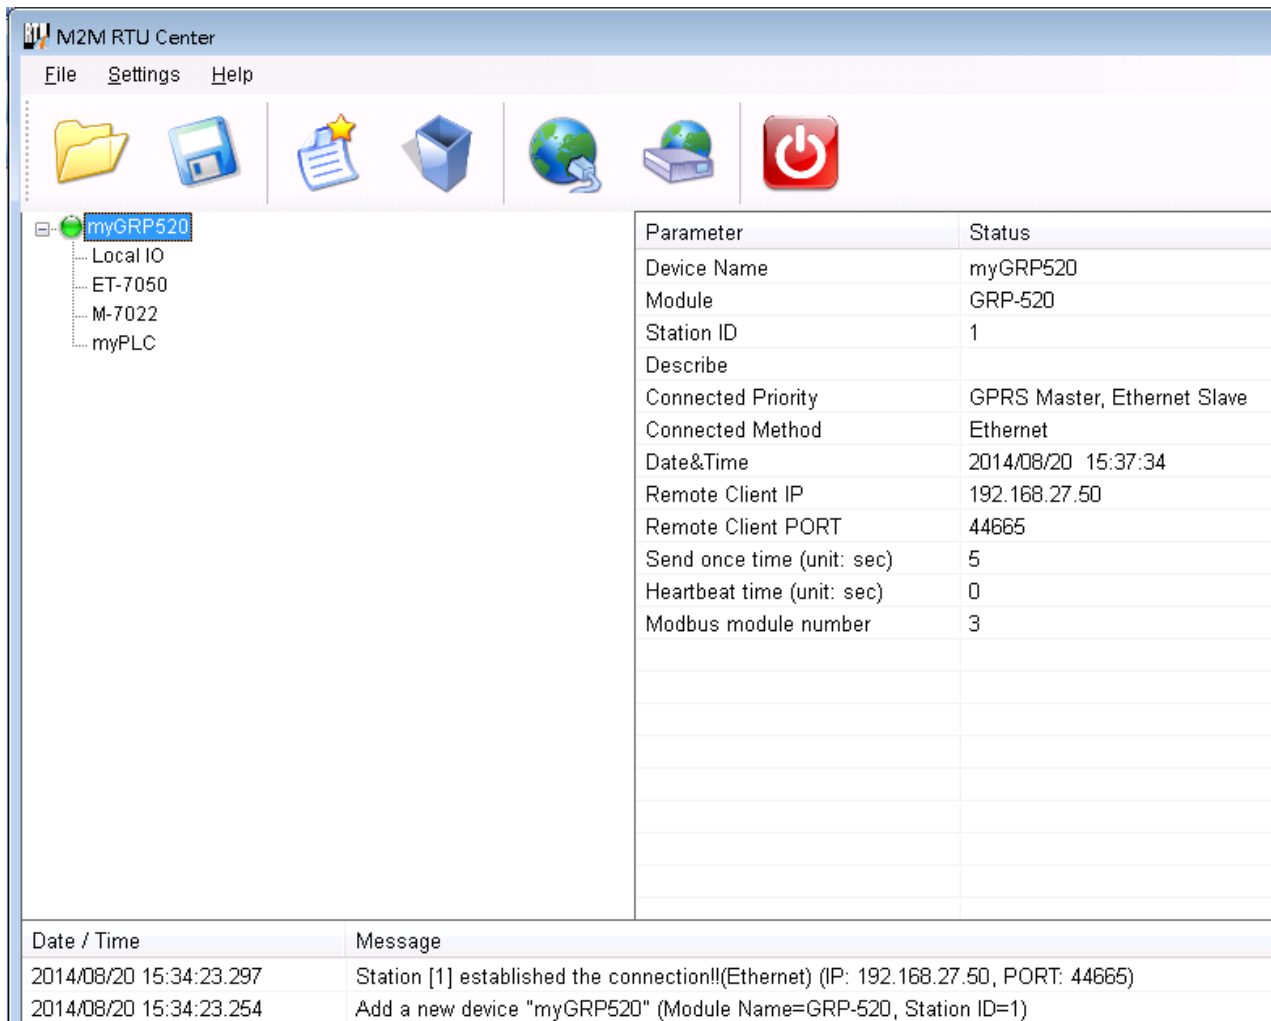 M2M RTU Center
File Settings Help
myGRP520
Local IO
ET-7050
M-7022
myPLC
Parameter Status
Device Name myGRP520
Module GRP-520
Station ID 1
Describe
Connected Priority GPRS Master, Ethernet Slave
Connected Method Ethernet
Date&Time 2014/08/20 15:37:34
Remote Client IP 192.168.27.50
Remote Client PORT 44665
Send once time (unit: sec) 5
Heartbeat time (unit: sec) 0
Modbus module number 3
Date / Time Message
2014/08/20 15:34:23.297 Station [1] established the connection!!(Ethernet) (IP: 192.168.27.50, PORT: 44665)
2014/08/20 15:34:23.254 Add a new device "myGRP520" (Module Name=GRP-520, Station ID=1)